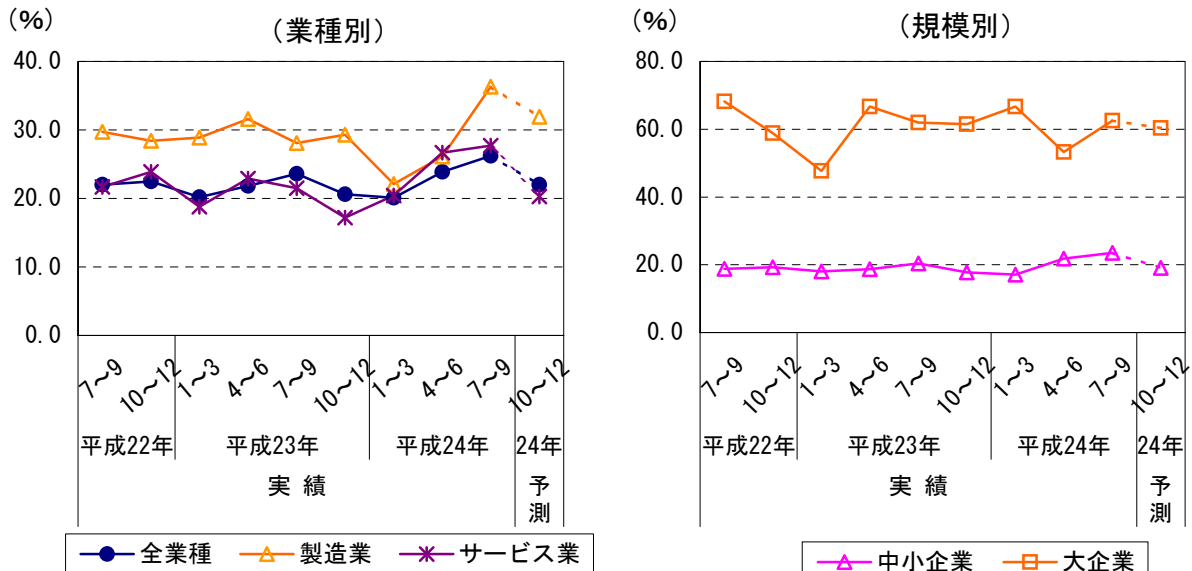 (%)
(業種別)
40.0
30.0
20.0
10.0
0.0
7~9
10~12
1~3
4~6
7~9
10~12
1~3
4~6
7~9
10~12
平成22年
平成23年
平成24年
24年
実 績
予測
全業種
製造業
サービス業
(%)
(規模別)
80.0
60.0
40.0
20.0
0.0
7~9
10~12
1~3
4~6
7~9
10~12
1~3
4~6
7~9
10~12
平成22年
平成23年
平成24年
24年
実 績
予測
中小企業
大企業